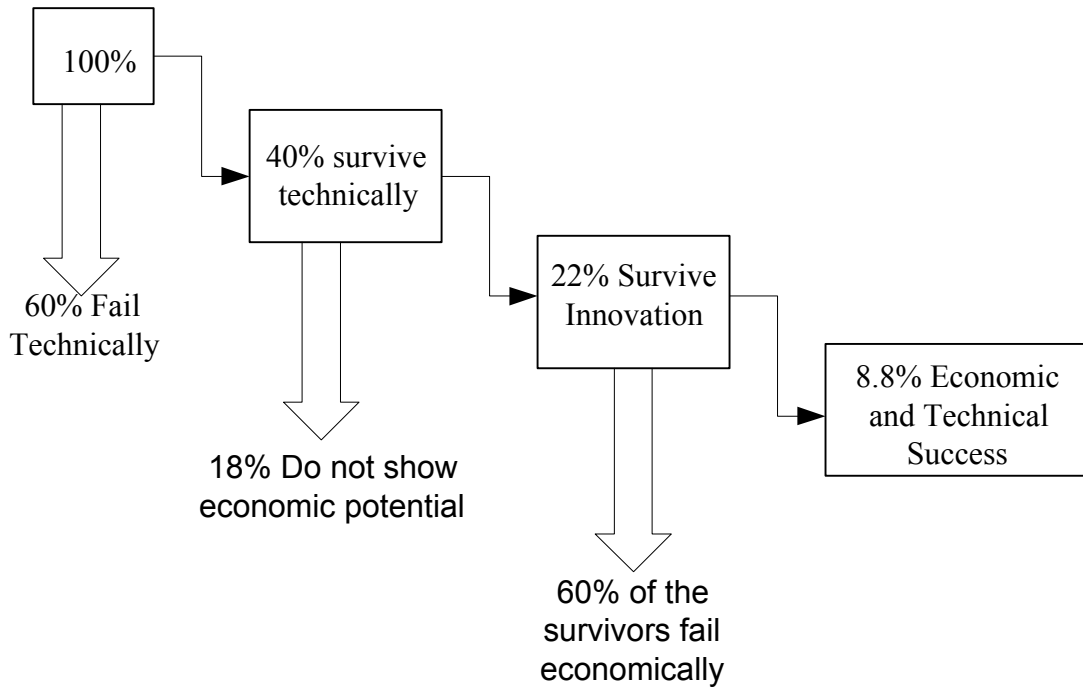 100%
60% Fail
Technically
40% survive
technically
18% Do not show
economic potential
22% Survive
Innovation
60% of the
survivors fail
economically
8.8% Economic
and Technical
Success